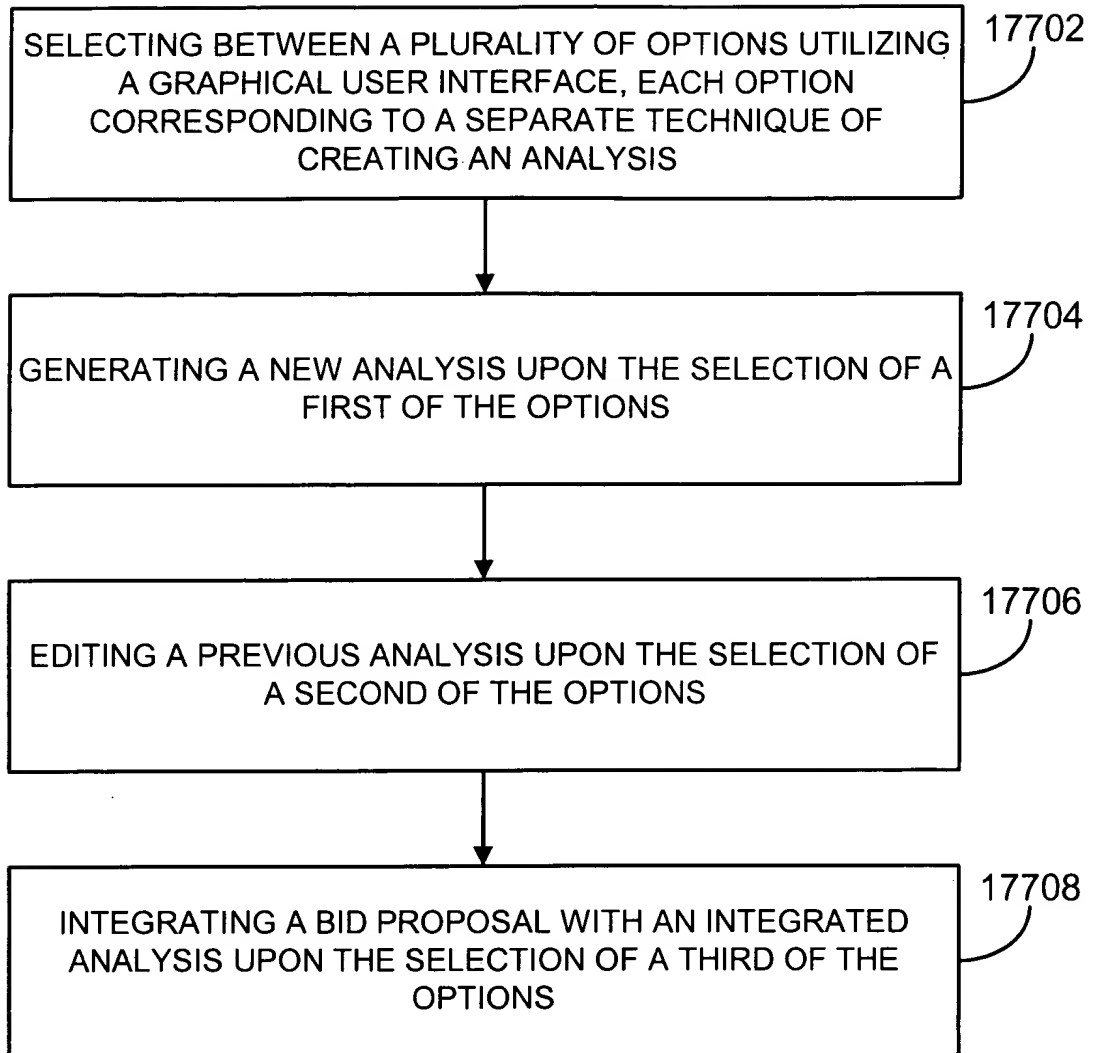 SELECTING BETWEEN A PLURALITY OF OPTIONS UTILIZING
A GRAPHICAL USER INTERFACE, EACH OPTION
CORRESPONDING TO A SEPARATE TECHNIQUE OF
CREATING AN ANALYSIS
17702
GENERATING A NEW ANALYSIS UPON THE SELECTION OF A
FIRST OF THE OPTIONS
17704
EDITING A PREVIOUS ANALYSIS UPON THE SELECTION OF
A SECOND OF THE OPTIONS
17706
INTEGRATING A BID PROPOSAL WITH AN INTEGRATED
ANALYSIS UPON THE SELECTION OF A THIRD OF THE
OPTIONS
17708